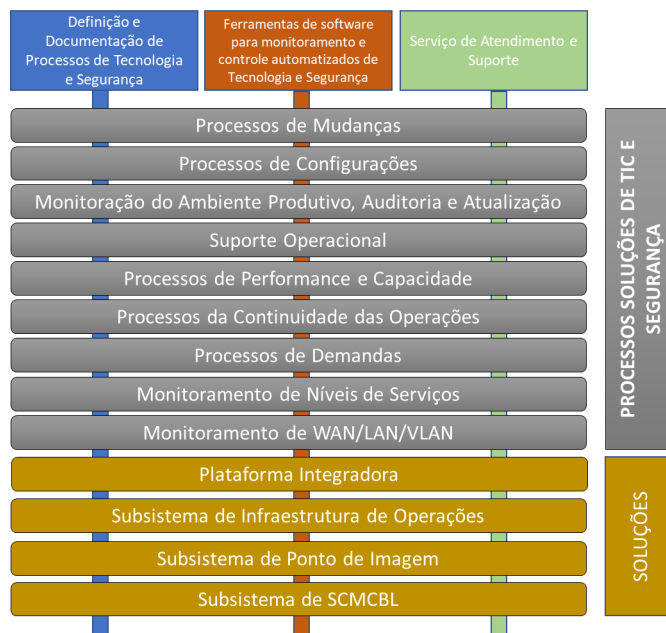 Definição e
Documentação de
Processos de Tecnologia
e Segurança
Ferramentas de software
para monitoramento e
controle automatizados de
Tecnologia e Segurança
Serviço de Atendimento e
Suporte
Processos de Mudanças
Processos de Configurações
Monitoração do Ambiente Produtivo, Auditoria e Atualização
Suporte Operacional
Processos de Performance e Capacidade
Processos da Continuidade das Operações
Processos de Demandas
Monitoramento de Níveis de Serviços
Monitoramento de WAN/LAN/VLAN
PROCESSOS SOLUÇÕES DE TIC E
SEGURANÇA
Plataforma Integradora
Subsistema de Infraestrutura de Operações
Subsistema de Ponto de Imagem
Subsistema de SCMCBL
SOLUÇÕES